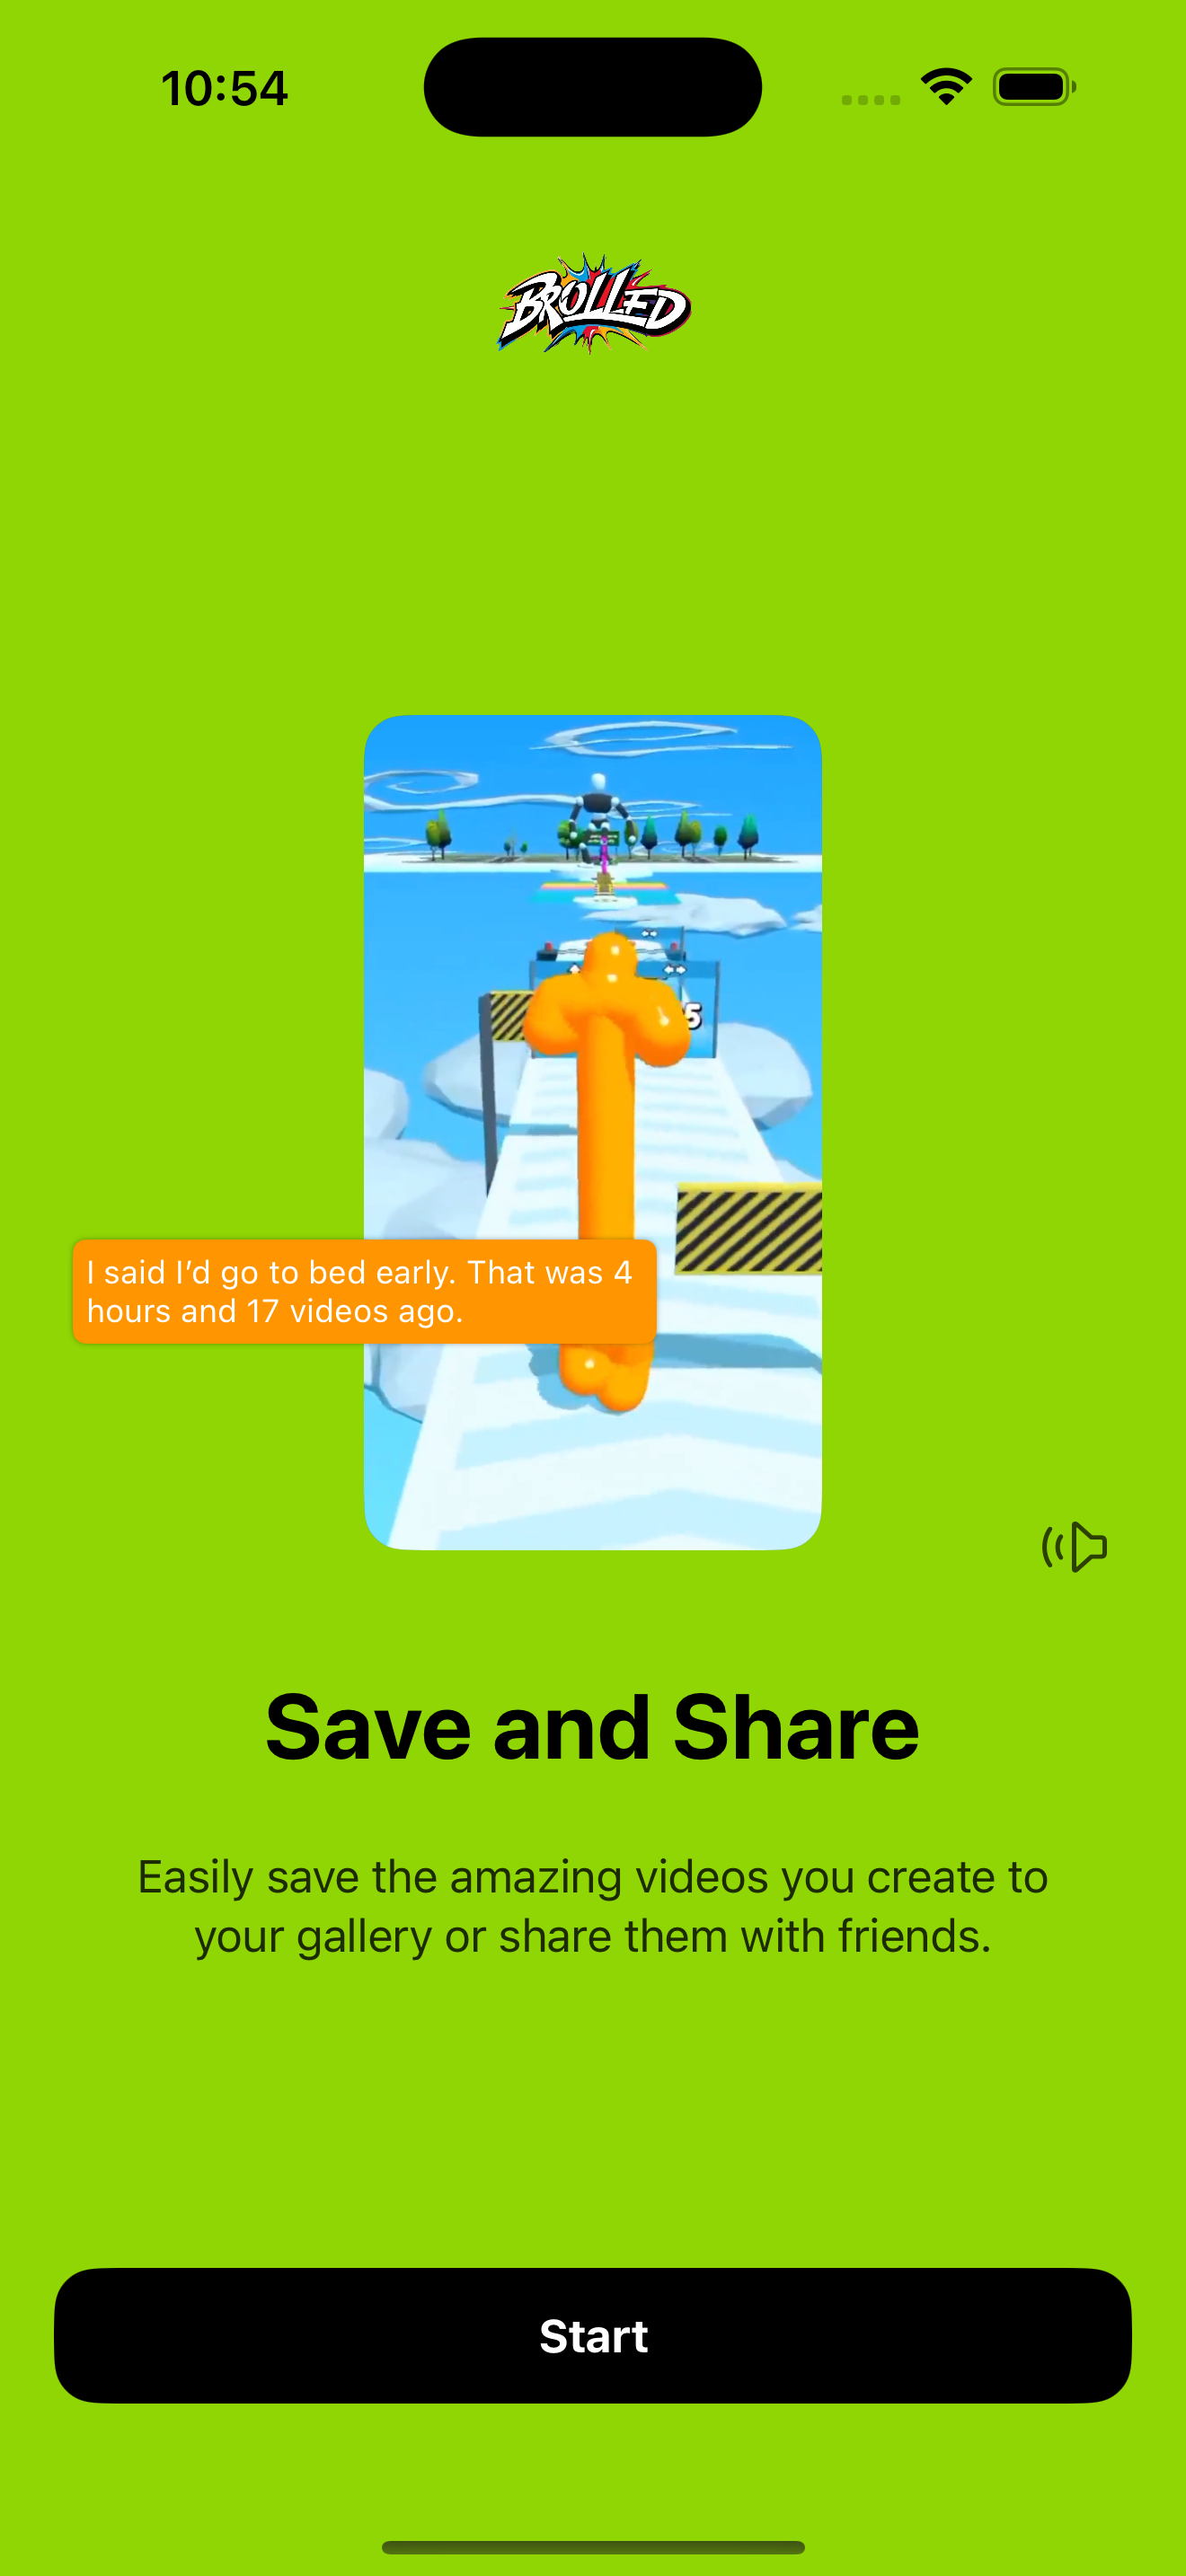 10:54
BROLLED
5
I said I’d go to bed early. That was 4
hours and 17 videos ago.
Save and Share
Easily save the amazing videos you create to
your gallery or share them with friends.
Start